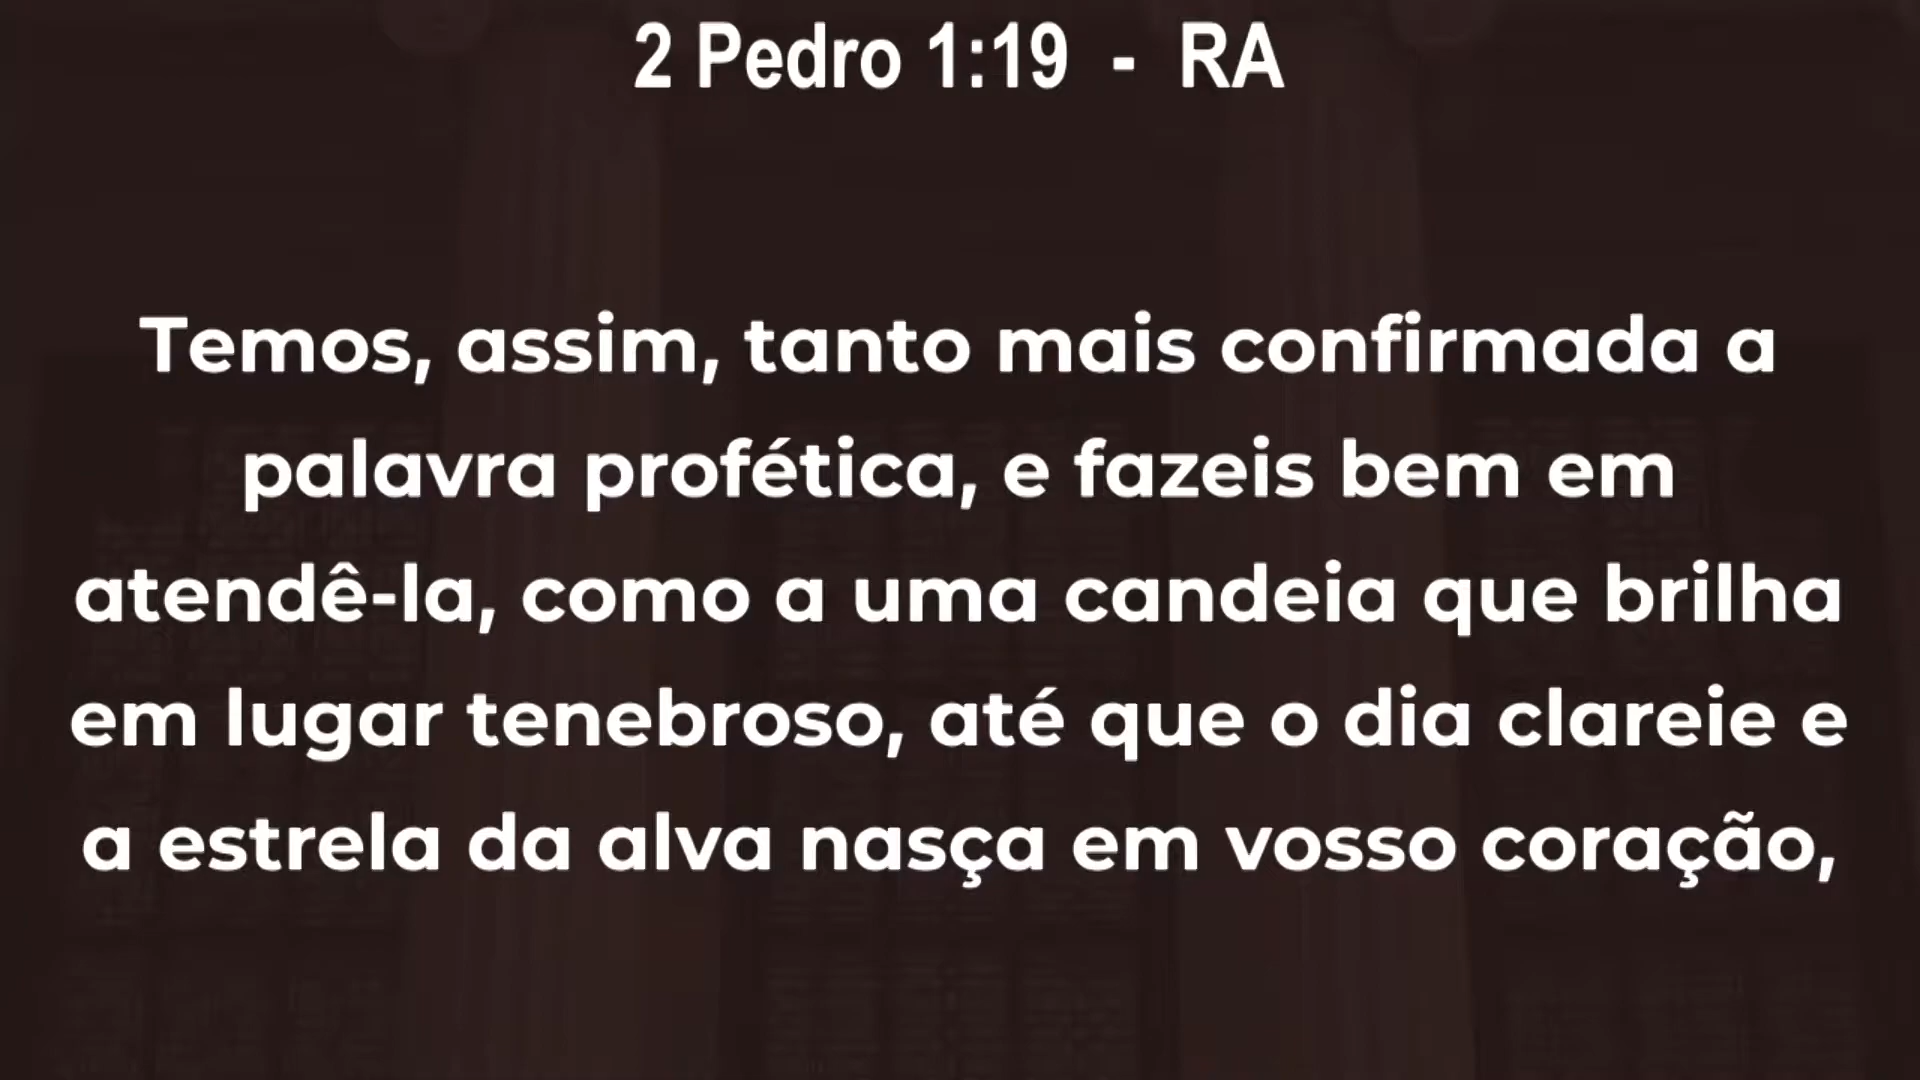 2 Pedro 1:19 - RA
Temos, assim, tanto mais confirmada a
palavra profética, e fazeis bem em
atendê-la, como a uma candeia que brilha
em lugar tenebroso, até que o dia clareie e
a estrela da alva nasça em vosso coração,